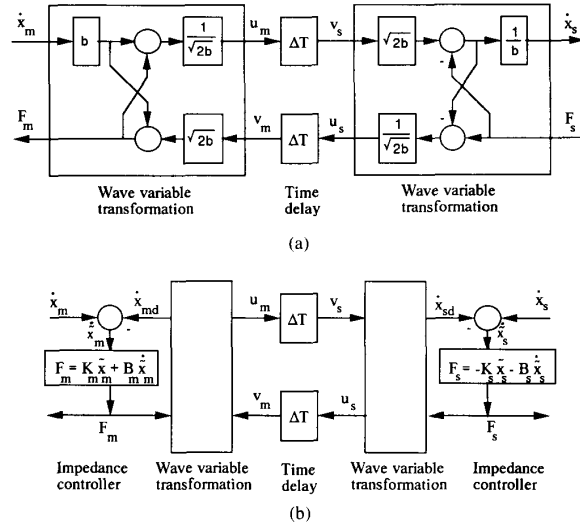 ẋm
b
1/√2b
um
ΔT
vs
√2b
-
1/b
ẋs
Fm
√2b
vm
ΔT
us
1/√2b
-
Fs
Wave variable transformation
Time delay
Wave variable transformation
(a)
ẋm
ẋmd
-
x̃̇m
um
ΔT
vs
ẋsd
-
x̃̇s
ẋs
Fm = Km x̃m + Bm x̃̇m
Fs = -Ks x̃s - Bs x̃̇s
Fm
vm
ΔT
us
Fs
Impedance controller
Wave variable transformation
Time delay
Wave variable transformation
Impedance controller
(b)